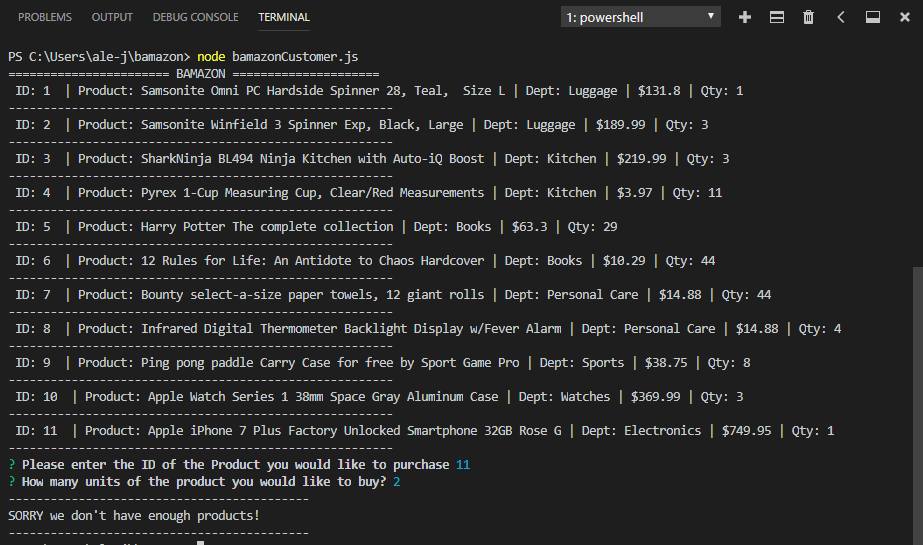 PROBLEMS OUTPUT DEBUG CONSOLE TERMINAL 1: powershell
PS C:\Users\ale-j\bamazon> node bamazonCustomer.js
======================= BAMAZON =====================
ID: 1 | Product: Samsonite Omni PC Hardside Spinner 28, Teal, Size L | Dept: Luggage | $131.8 | Qty: 1
-------------------------------------------------------
ID: 2 | Product: Samsonite Winfield 3 Spinner Exp, Black, Large | Dept: Luggage | $189.99 | Qty: 3
-------------------------------------------------------
ID: 3 | Product: SharkNinja BL494 Ninja Kitchen with Auto-iQ Boost | Dept: Kitchen | $219.99 | Qty: 3
-------------------------------------------------------
ID: 4 | Product: Pyrex 1-Cup Measuring Cup, Clear/Red Measurements | Dept: Kitchen | $3.97 | Qty: 11
-------------------------------------------------------
ID: 5 | Product: Harry Potter The complete collection | Dept: Books | $63.3 | Qty: 29
-------------------------------------------------------
ID: 6 | Product: 12 Rules for Life: An Antidote to Chaos Hardcover | Dept: Books | $10.29 | Qty: 44
-------------------------------------------------------
ID: 7 | Product: Bounty select-a-size paper towels, 12 giant rolls | Dept: Personal Care | $14.88 | Qty: 44
-------------------------------------------------------
ID: 8 | Product: Infrared Digital Thermometer Backlight Display w/Fever Alarm | Dept: Personal Care | $14.88 | Qty: 4
-------------------------------------------------------
ID: 9 | Product: Ping pong paddle Carry Case for free by Sport Game Pro | Dept: Sports | $38.75 | Qty: 8
-------------------------------------------------------
ID: 10 | Product: Apple Watch Series 1 38mm Space Gray Aluminum Case | Dept: Watches | $369.99 | Qty: 3
-------------------------------------------------------
ID: 11 | Product: Apple iPhone 7 Plus Factory Unlocked Smartphone 32GB Rose G | Dept: Electronics | $749.95 | Qty: 1
-------------------------------------------------------
? Please enter the ID of the Product you would like to purchase 11
? How many units of the product you would like to buy? 2
-------------------------------------------
SORRY we don't have enough products!
-------------------------------------------